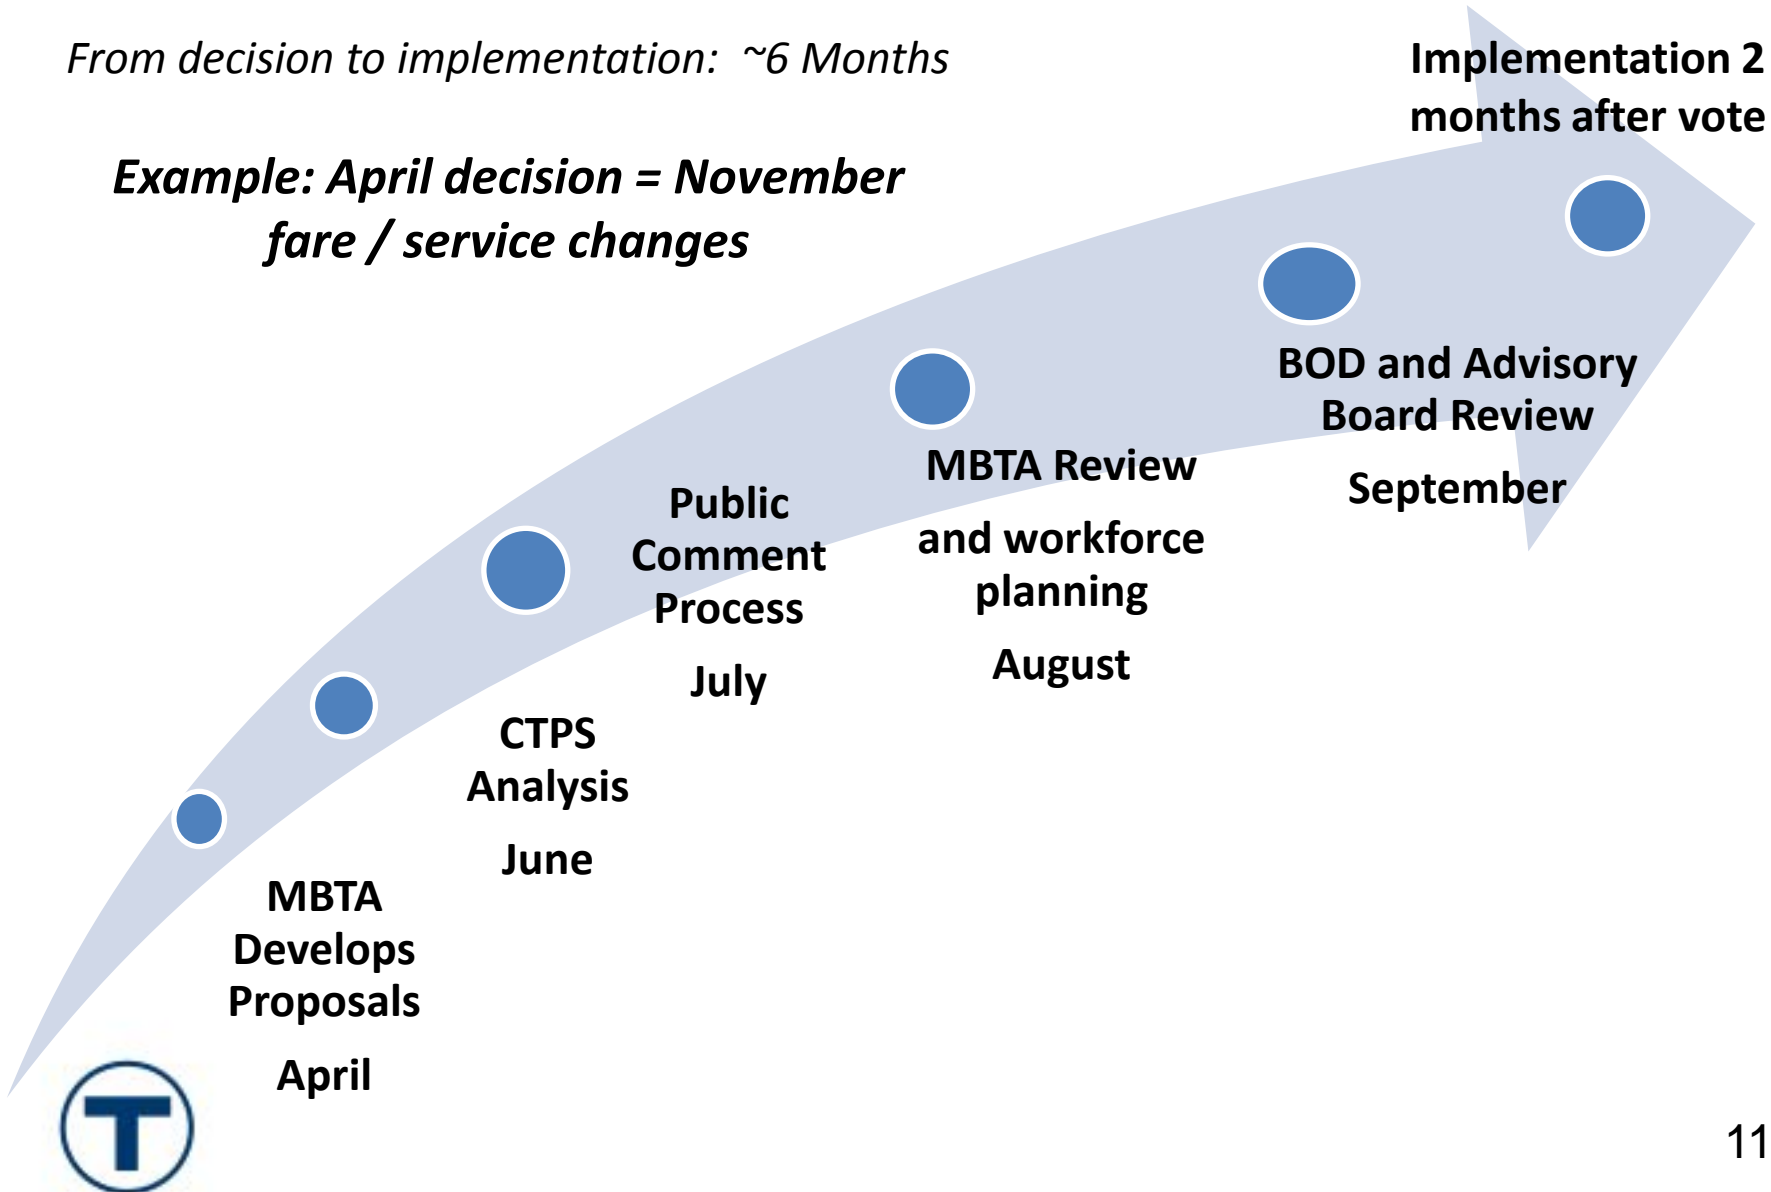 From decision to implementation: ~6 Months
Example: April decision = November
fare / service changes
Implementation 2
months after vote
BOD and Advisory
Board Review
September
MBTA Review
and workforce
planning
August
Public
Comment
Process
July
CTPS
Analysis
June
MBTA
Develops
Proposals
April
T
11